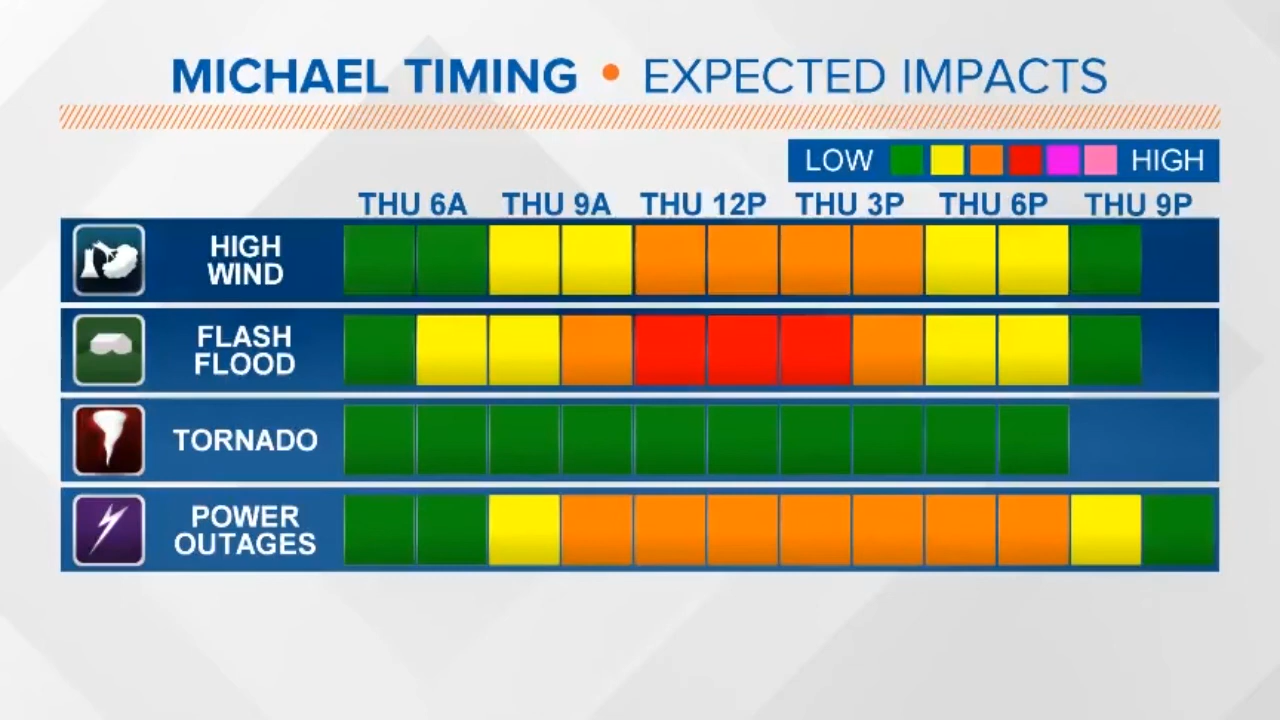 MICHAEL TIMING • EXPECTED IMPACTS
LOW HIGH
THU 6A THU 9A THU 12P THU 3P THU 6P THU 9P
HIGH
WIND
FLASH
FLOOD
TORNADO
POWER
OUTAGES